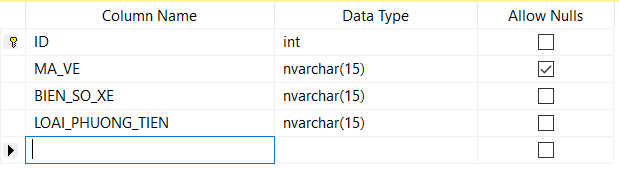 Column Name Data Type Allow Nulls
ID int
MA_VE nvarchar(15)
BIEN_SO_XE nvarchar(15)
LOAI_PHUONG_TIEN nvarchar(15)